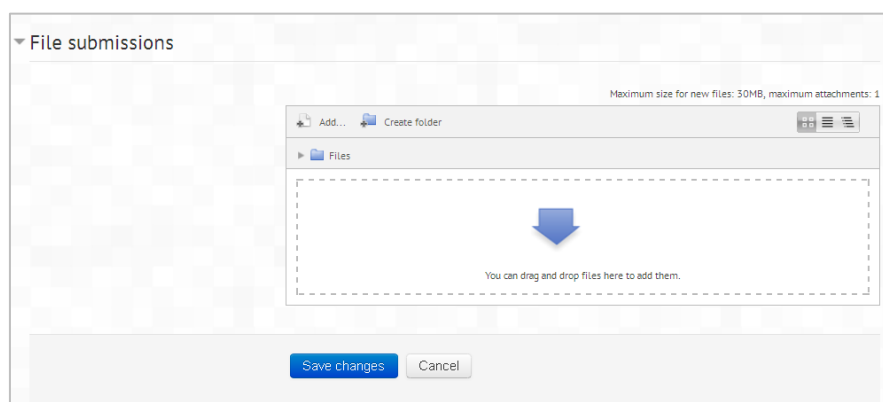 File submissions
Maximum size for new files: 30MB, maximum attachments: 1
Add... Create folder
Files
You can drag and drop files here to add them.
Save changes Cancel